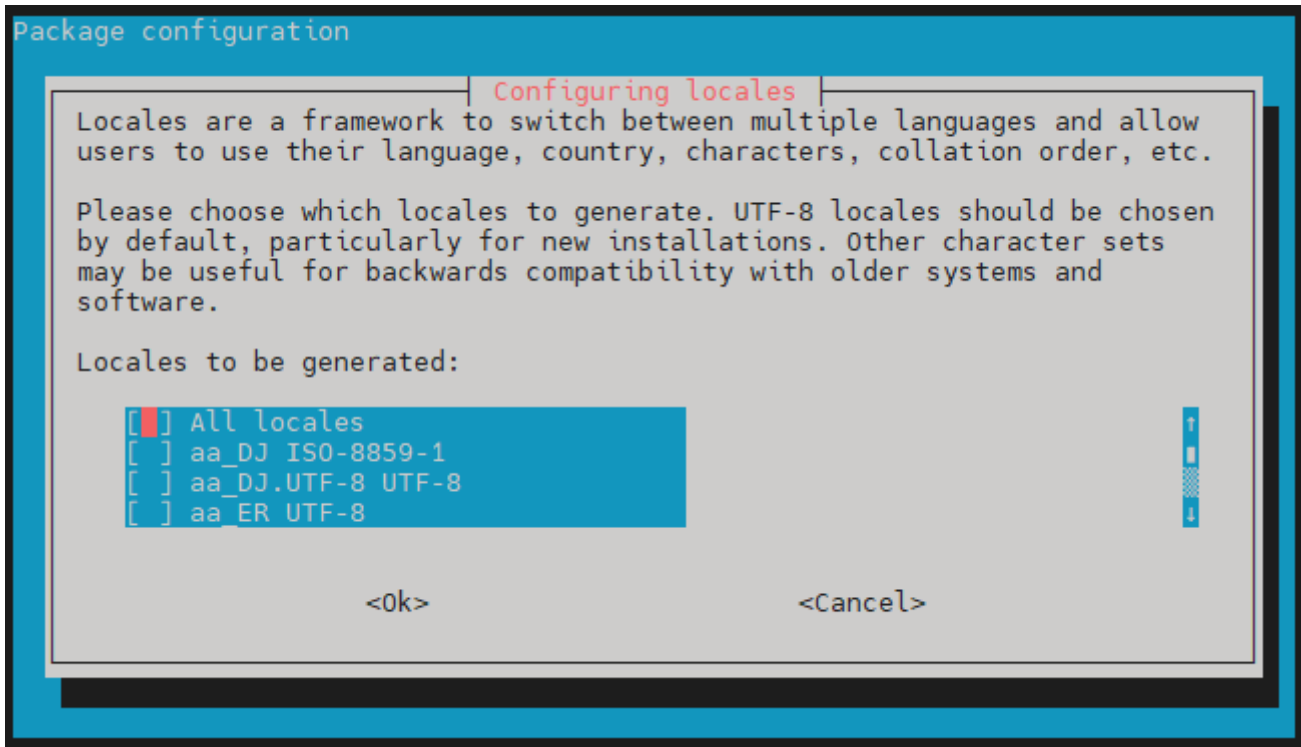 Package configuration
Configuring locales
Locales are a framework to switch between multiple languages and allow
users to use their language, country, characters, collation order, etc.
Please choose which locales to generate. UTF-8 locales should be chosen
by default, particularly for new installations. Other character sets
may be useful for backwards compatibility with older systems and
software.
Locales to be generated:
[ ] All locales
[ ] aa_DJ ISO-8859-1
[ ] aa_DJ.UTF-8 UTF-8
[ ] aa_ER UTF-8
<Ok> <Cancel>